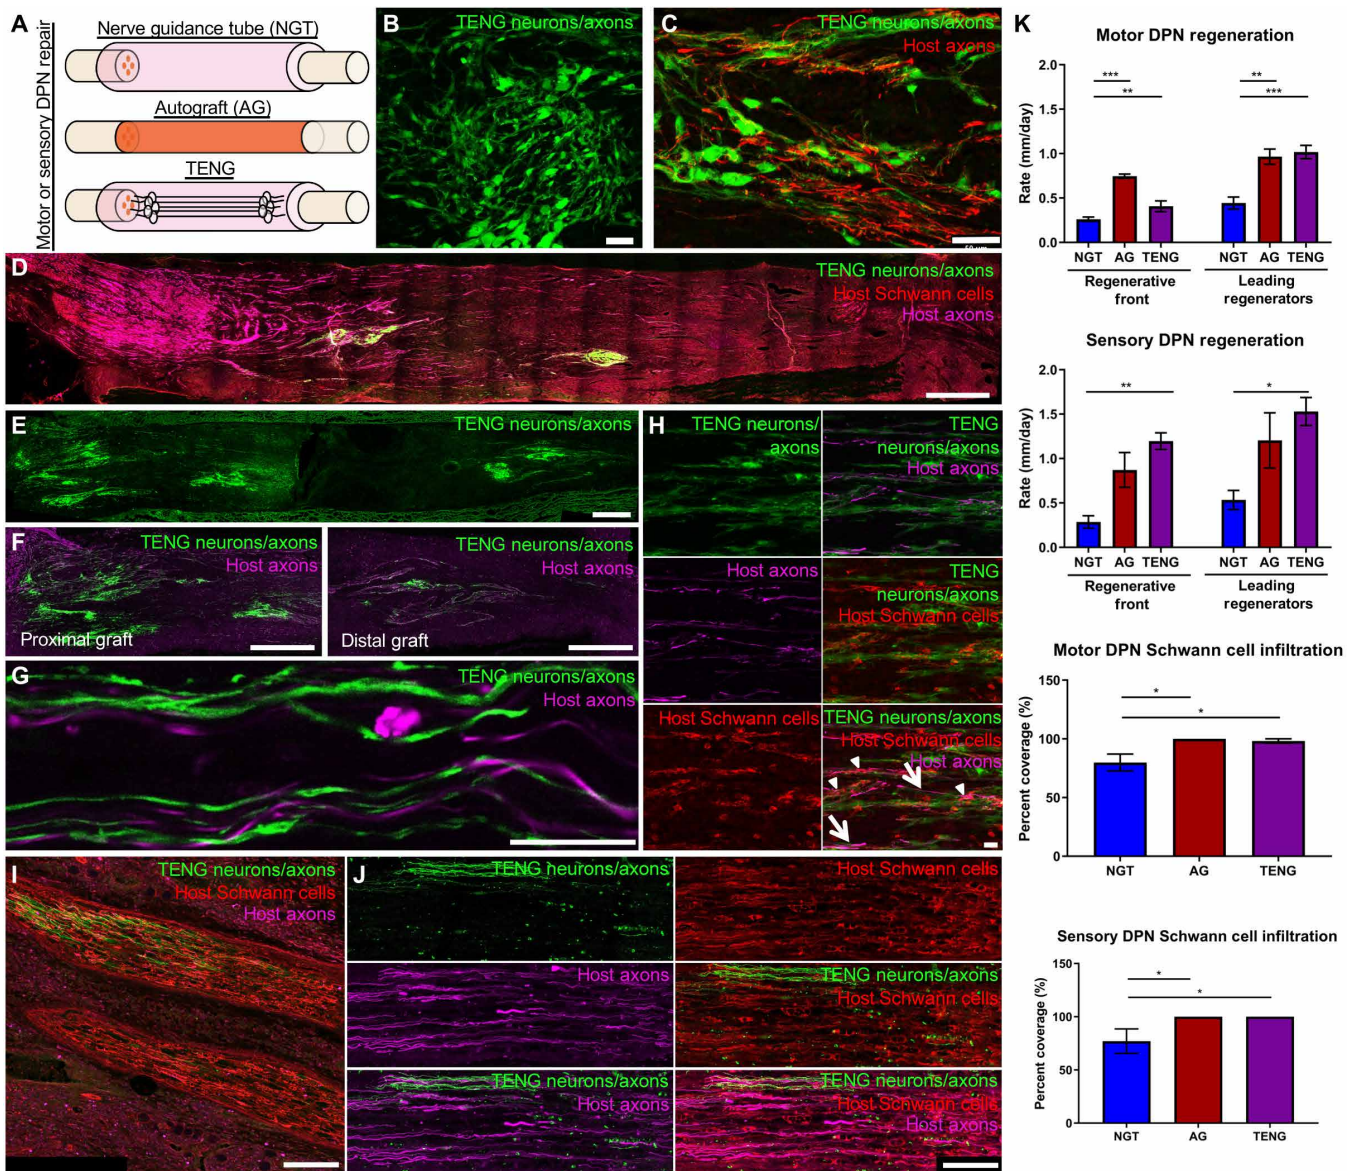 A
Motor or sensory DPN repair
Nerve guidance tube (NGT)
Autograft (AG)
TENG
B
TENG neurons/axons
C
TENG neurons/axons
Host axons
D
TENG neurons/axons
Host Schwann cells
Host axons
E
TENG neurons/axons
F
TENG neurons/axons
Host axons
Proximal graft
TENG neurons/axons
Host axons
Distal graft
G
TENG neurons/axons
Host axons
H
TENG neurons/
axons
TENG
neurons/axons
Host axons
Host axons
TENG
neurons/axons
Host Schwann cells
Host Schwann cells
TENG neurons/axons
Host Schwann cells
Host axons
I
TENG neurons/axons
Host Schwann cells
Host axons
J
TENG neurons/axons
Host Schwann cells
Host axons
TENG neurons/axons
Host Schwann cells
TENG neurons/axons
Host axons
TENG neurons/axons
Host Schwann cells
Host axons
K
Motor DPN regeneration
Rate (mm/day)
2.0
1.5
1.0
0.5
0.0
*** **
** ***
NGT AG TENG NGT AG TENG
Regenerative front
Leading regenerators
Sensory DPN regeneration
Rate (mm/day)
2.0
1.5
1.0
0.5
0.0
** *
NGT AG TENG NGT AG TENG
Regenerative front
Leading regenerators
Motor DPN Schwann cell infiltration
Percent coverage (%)
150
100
50
0
*
*
NGT AG TENG
Sensory DPN Schwann cell infiltration
Percent coverage (%)
150
100
50
0
*
*
NGT AG TENG